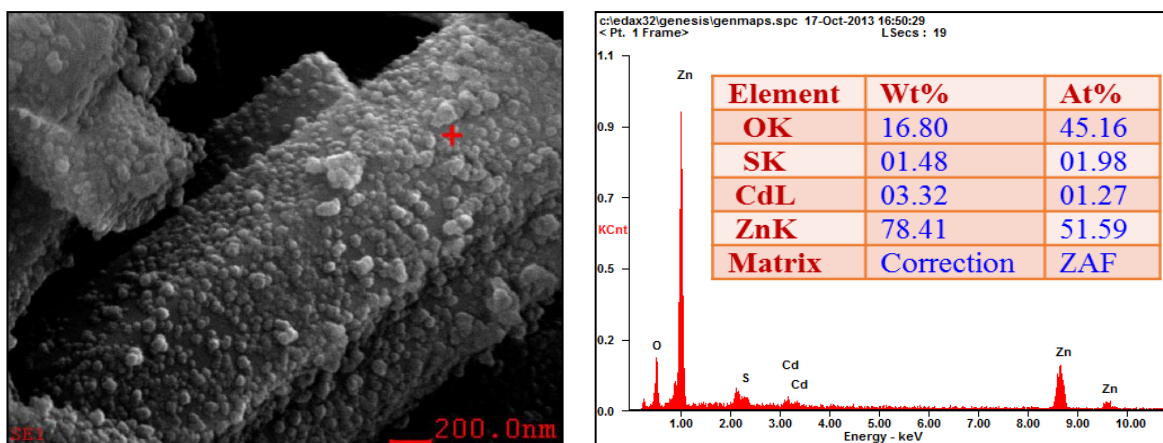 SE1
200.0nm
c:\edax32\genesis\genmaps.spc 17-Oct-2013 16:50:29
< Pt. 1 Frame> LSecs : 19
1.1
0.9
0.7
KCnt
0.5
0.2
0.0
Zn
O
S
Cd
Cd
Zn
Zn
1.00 2.00 3.00 4.00 5.00 6.00 7.00 8.00 9.00 10.00
Energy - keV
Element Wt% At%
OK 16.80 45.16
SK 01.48 01.98
CdL 03.32 01.27
ZnK 78.41 51.59
Matrix Correction ZAF